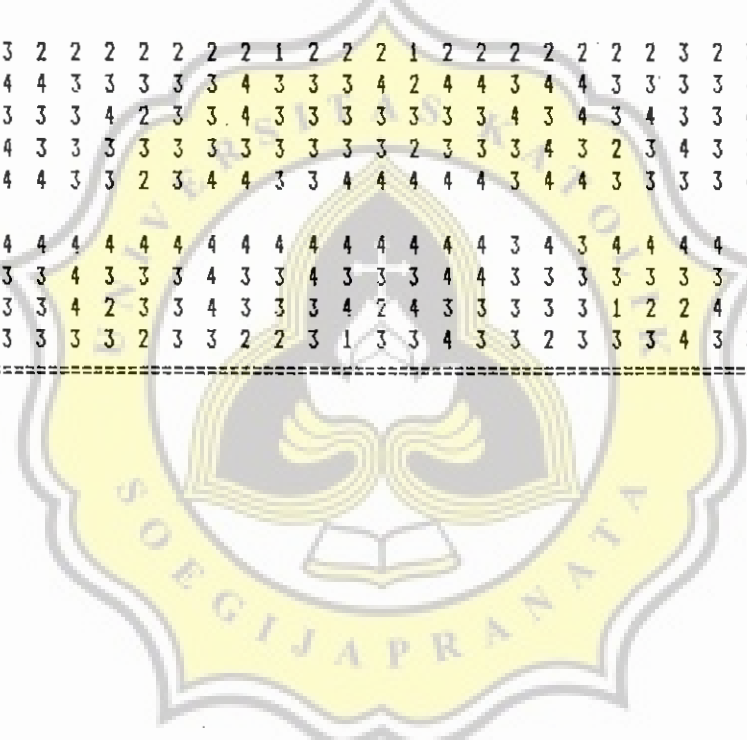 3 2 2 2 2 2 2 2 1 2 2 2 1 2 2 2 2 2 2 2 3 2
4 4 3 3 3 3 3 4 3 3 3 4 2 4 4 3 4 4 3 3 3 3
3 3 3 4 2 3 3 4 3 3 3 3 3 3 3 4 3 4 3 4 3 3
4 3 3 3 3 3 3 3 3 3 3 3 2 3 3 3 4 3 2 3 4 3
4 4 3 3 2 3 4 4 3 3 4 4 4 4 4 3 4 4 3 3 3 3
4 4 4 4 4 4 4 4 4 4 4 4 4 4 4 3 4 3 4 4 4 4
3 3 4 3 3 3 4 3 3 4 3 3 3 4 4 3 3 3 3 3 3 3
3 3 4 2 3 3 4 3 3 3 4 2 4 3 3 3 3 3 1 2 2 4
3 3 3 3 2 3 3 2 2 3 1 3 3 4 3 3 2 3 3 3 4 3
UNIVERSITAS KATOLIK
SOEGIJAPRANATA